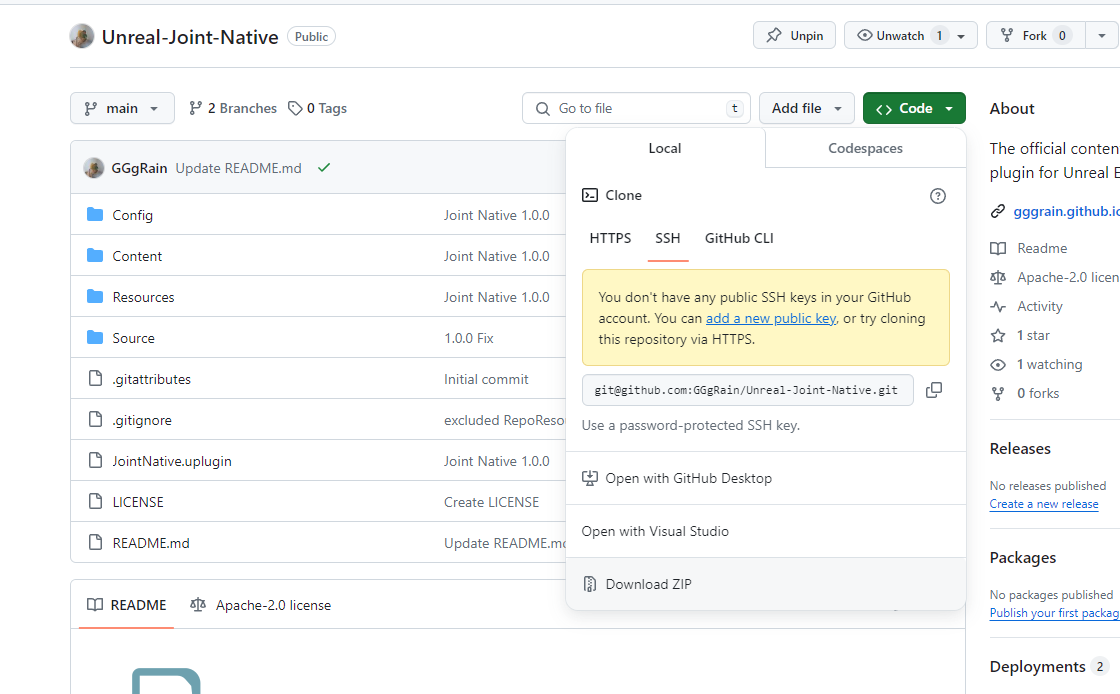 Unreal-Joint-Native Public Unpin Unwatch 1 Fork 0
main 2 Branches 0 Tags Go to file t Add file Code
GGgRain Update README.md
Config Joint Native 1.0.0
Content Joint Native 1.0.0
Resources Joint Native 1.0.0
Source 1.0.0 Fix
.gitattributes Initial commit
.gitignore excluded RepoReso
JointNative.uplugin Joint Native 1.0.0
LICENSE Create LICENSE
README.md Update README.m
README Apache-2.0 license
Local Codespaces
Clone
HTTPS SSH GitHub CLI
You don't have any public SSH keys in your GitHub
account. You can add a new public key, or try cloning
this repository via HTTPS.
git@github.com:GGgRain/Unreal-Joint-Native.git
Use a password-protected SSH key.
Open with GitHub Desktop
Open with Visual Studio
Download ZIP
About
The official conten
plugin for Unreal E
gggrain.github.io
Readme
Apache-2.0 licen
Activity
1 star
1 watching
0 forks
Releases
No releases published
Create a new release
Packages
No packages published
Publish your first packag
Deployments 2